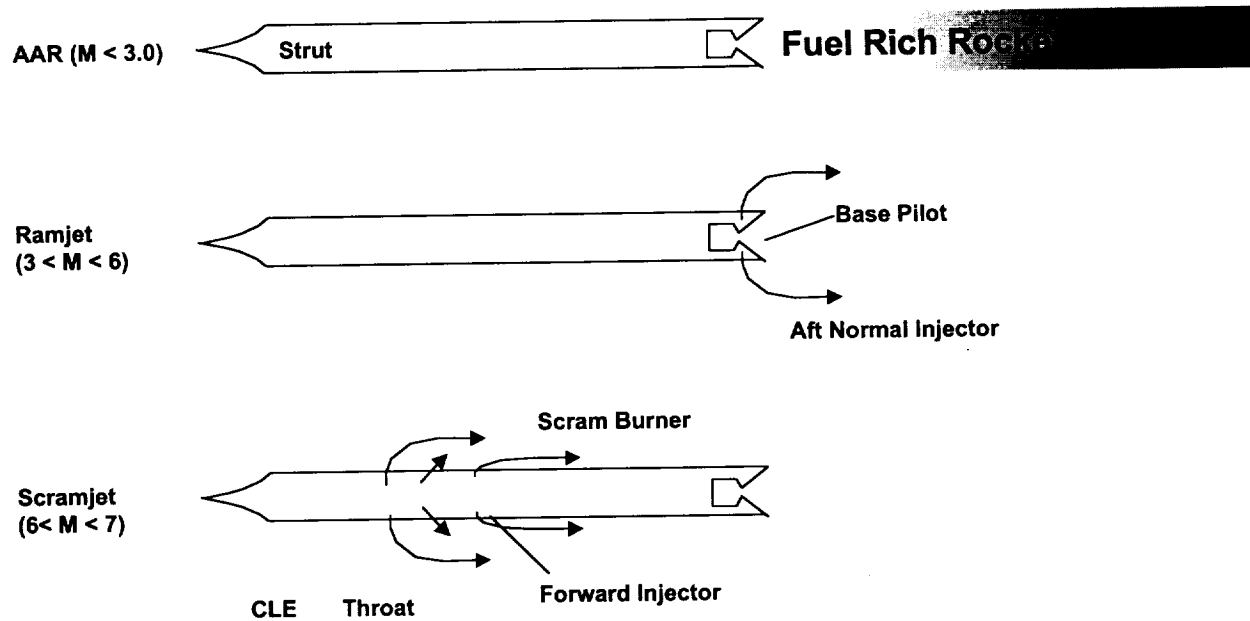 AAR (M < 3.0)
Strut
Fuel Rich Rocke
Ramjet
(3 < M < 6)
Base Pilot
Aft Normal Injector
Scram Burner
Scramjet
(6< M < 7)
Forward Injector
CLE Throat